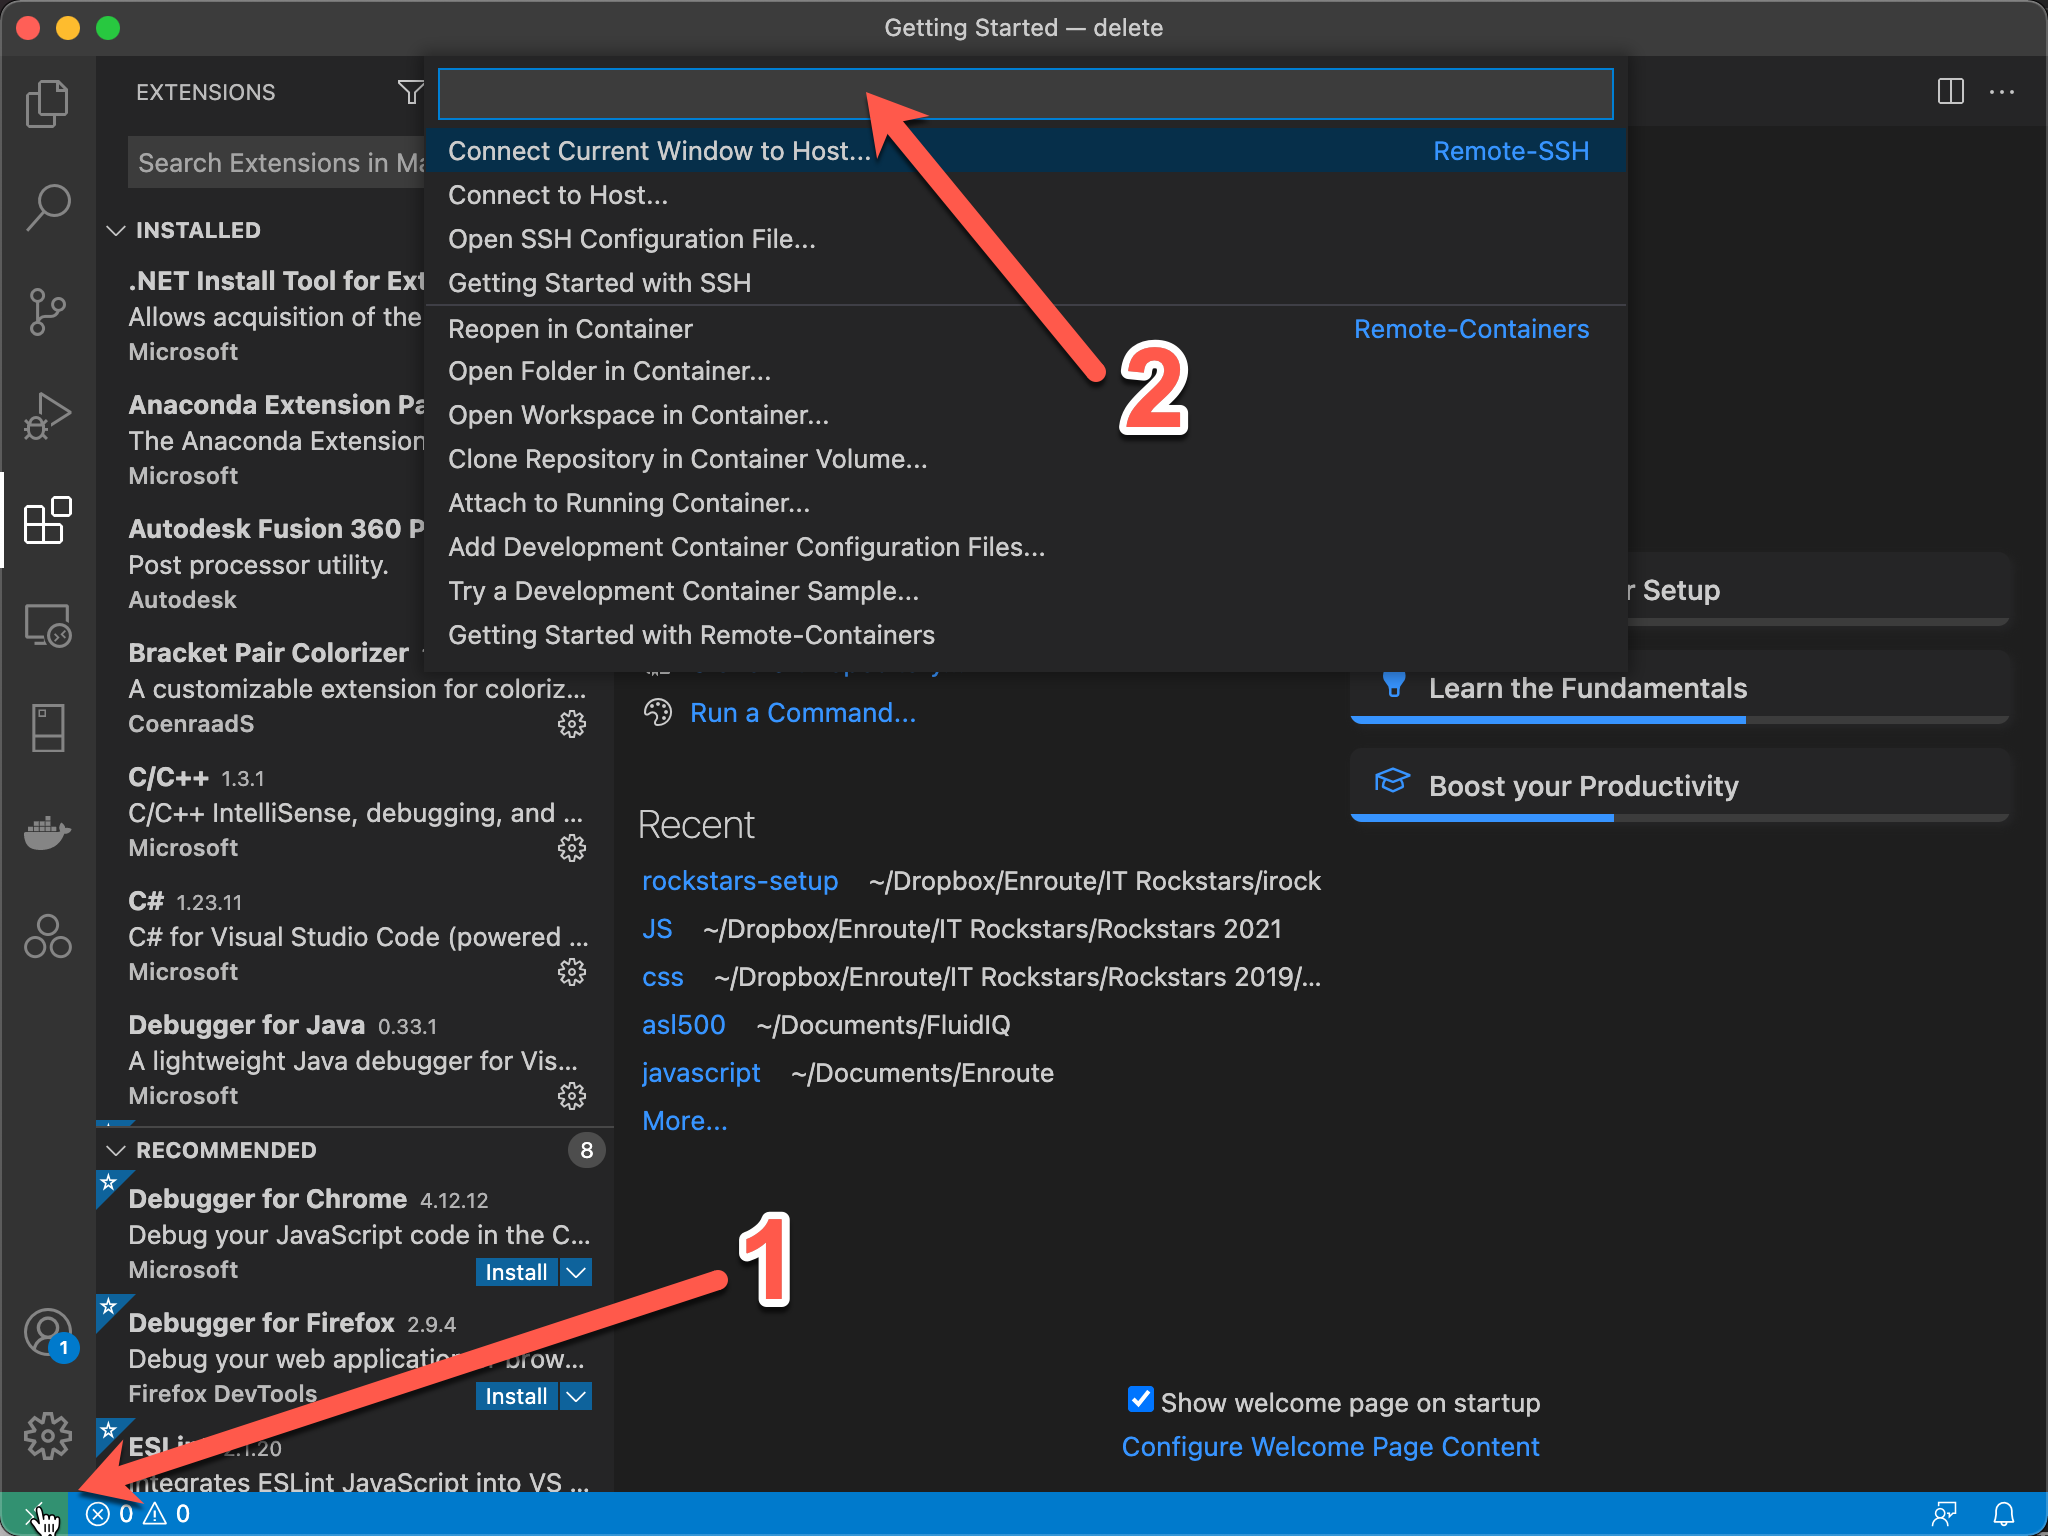 Getting Started — delete
EXTENSIONS
Search Extensions in Ma
INSTALLED
.NET Install Tool for Ext
Allows acquisition of the
Microsoft
Anaconda Extension Pa
The Anaconda Extension
Microsoft
Autodesk Fusion 360 P
Post processor utility.
Autodesk
Bracket Pair Colorizer
A customizable extension for coloriz...
CoenraadS
C/C++ 1.3.1
C/C++ IntelliSense, debugging, and ...
Microsoft
C# 1.23.11
C# for Visual Studio Code (powered ...
Microsoft
Debugger for Java 0.33.1
A lightweight Java debugger for Vis...
Microsoft
RECOMMENDED 8
Debugger for Chrome 4.12.12
Debug your JavaScript code in the C...
Microsoft Install
Debugger for Firefox 2.9.4
Debug your web application brow...
Firefox DevTools Install
2.1.20
Integrates ESLint JavaScript into VS ...
Connect Current Window to Host... Remote-SSH
Connect to Host...
Open SSH Configuration File...
Getting Started with SSH
Reopen in Container Remote-Containers
Open Folder in Container...
Open Workspace in Container...
Clone Repository in Container Volume...
Attach to Running Container...
Add Development Container Configuration Files...
Try a Development Container Sample...
Getting Started with Remote-Containers
2
Run a Command...
Recent
rockstars-setup ~/Dropbox/Enroute/IT Rockstars/irock
JS ~/Dropbox/Enroute/IT Rockstars/Rockstars 2021
css ~/Dropbox/Enroute/IT Rockstars/Rockstars 2019/...
asl500 ~/Documents/FluidIQ
javascript ~/Documents/Enroute
More...
r Setup
Learn the Fundamentals
Boost your Productivity
1
Show welcome page on startup
Configure Welcome Page Content
1
0 0